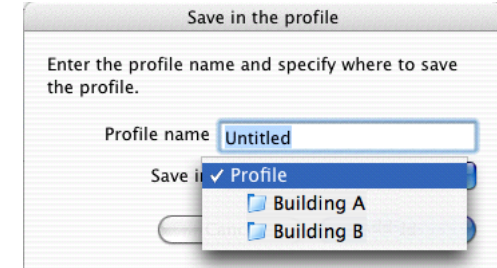 Save in the profile
Enter the profile name and specify where to save
the profile.
Profile name Untitled
Save i ✓ Profile
Building A
Building B